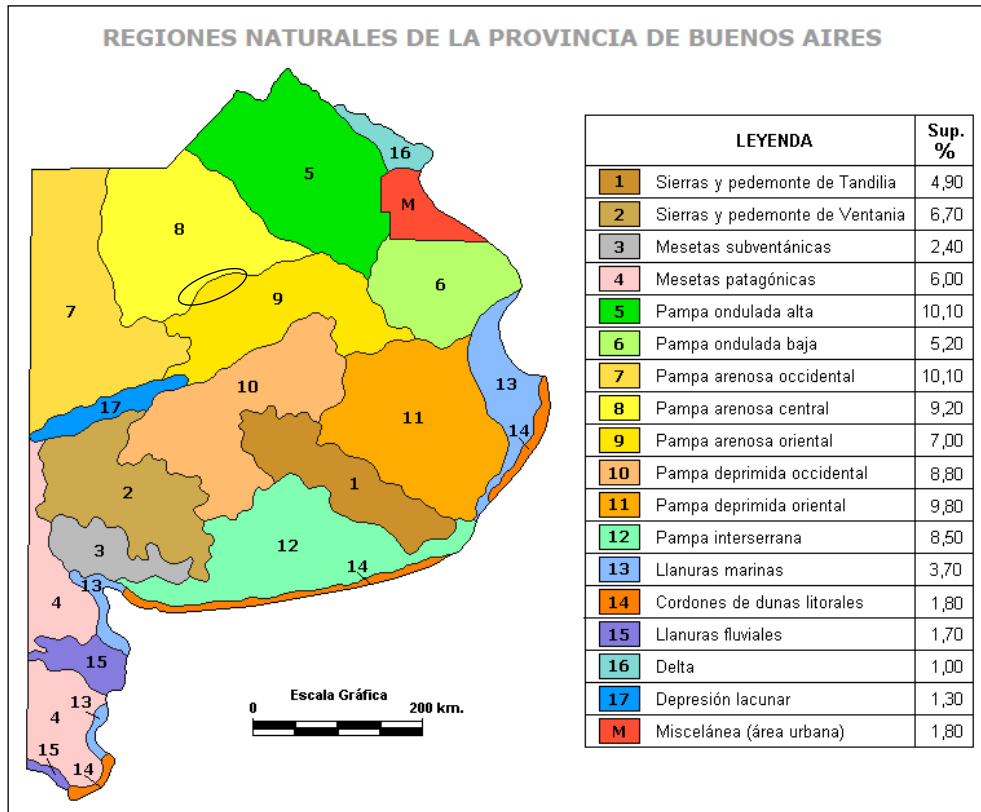 REGIONES NATURALES DE LA PROVINCIA DE BUENOS AIRES
16
5
M
8
6
9
7
13
10
17
11
14
1
2
12
3
14
13
4
15
13
4
15
14
Escala Gráfica
0 200 km.
LEYENDA Sup. %
1 Sierras y pedemonte de Tandilia 4,90
2 Sierras y pedemonte de Ventania 6,70
3 Mesetas subventánicas 2,40
4 Mesetas patagónicas 6,00
5 Pampa ondulada alta 10,10
6 Pampa ondulada baja 5,20
7 Pampa arenosa occidental 10,10
8 Pampa arenosa central 9,20
9 Pampa arenosa oriental 7,00
10 Pampa deprimida occidental 8,80
11 Pampa deprimida oriental 9,80
12 Pampa interserrana 8,50
13 Llanuras marinas 3,70
14 Cordones de dunas litorales 1,80
15 Llanuras fluviales 1,70
16 Delta 1,00
17 Depresión lacunar 1,30
M Miscelánea (área urbana) 1,80